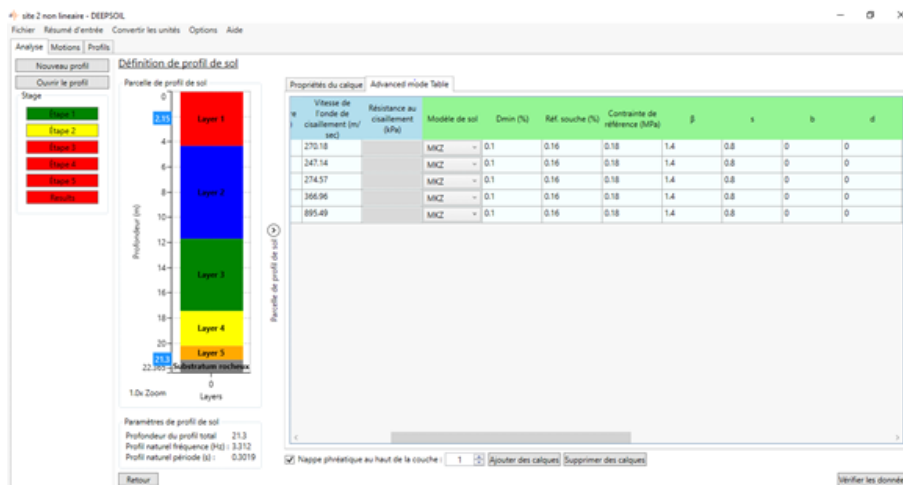 site 2 non lineaire - DEEPSOIL
Fichier Résumé d'entrée Convertir les unités Options Aide
Analyse Motions Profils
Nouveau profil
Ouvrir le profil
Stage
Étape 1
Étape 2
Étape 3
Étape 4
Étape 5
Results
Définition de profil de sol
Parcelle de profil de sol
Profondeur (m)
0
2.15
4
6
8
10
12
14
16
18
20
21.3
22.365
Layer 1
Layer 2
Layer 3
Layer 4
Layer 5
Substratum rocheux
0
1.0x Zoom Layers
Paramètres de profil de sol
Profondeur du profil total 21.3
Profil naturel fréquence (Hz) : 3.312
Profil naturel période (s) : 0.3019
Retour
Parcelle de profil de sol
Propriétés du calque Advanced mode Table
Vitesse de l'onde de cisaillement (m/sec) Résistance au cisaillement (kPa) Modèle de sol Dmin (%) Réf. souche (%) Contrainte de référence (MPa) β s b d
270.18 MKZ 0.1 0.16 0.18 1.4 0.8 0 0
247.14 MKZ 0.1 0.16 0.18 1.4 0.8 0 0
274.57 MKZ 0.1 0.16 0.18 1.4 0.8 0 0
366.96 MKZ 0.1 0.16 0.18 1.4 0.8 0 0
895.49 MKZ 0.1 0.16 0.18 1.4 0.8 0 0
Nappe phréatique au haut de la couche : 1 Ajouter des calques Supprimer des calques
Vérifier les donnée